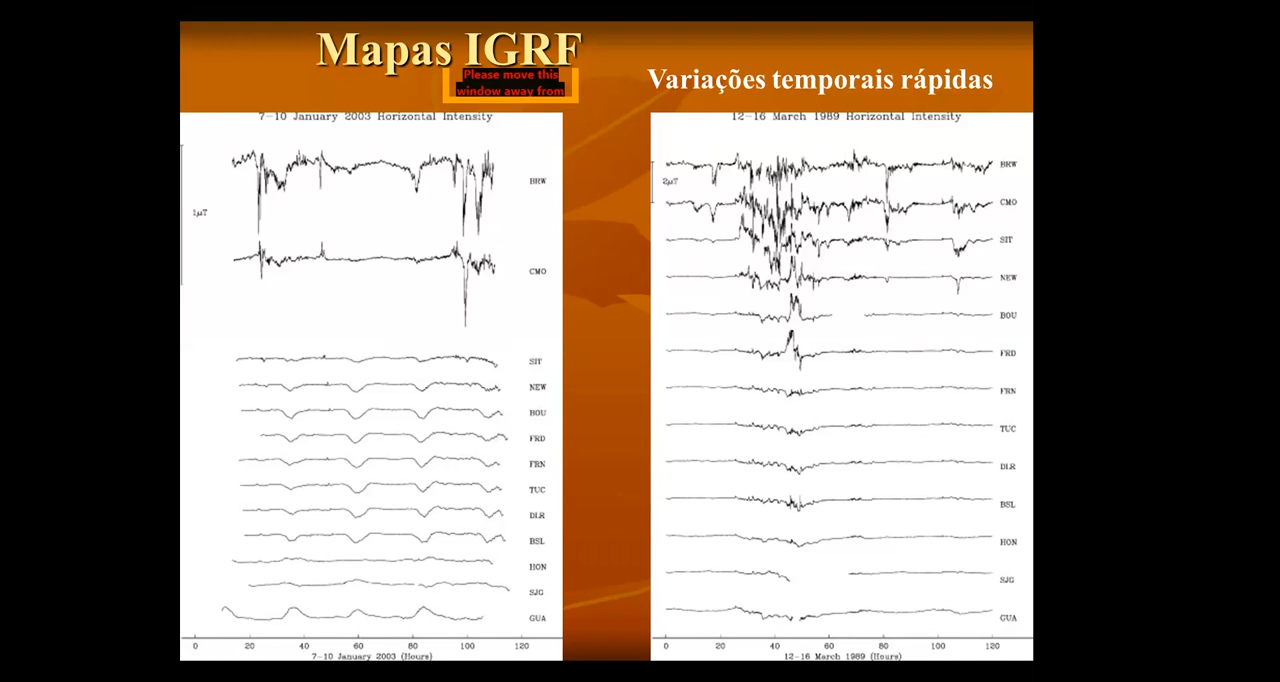 Mapas IGRF
Please move this
window away from
Variações temporais rápidas
7-10 January 2003 Horizontal Intensity
BRW
1μT
CMO
SIT
NEW
BOU
FRD
FRN
TUC
DLR
BSL
HON
SJG
GUA
0 20 40 60 80 100 120
7-10 January 2003 (Hours)
12-16 March 1989 Horizontal Intensity
BRW
2μT
CMO
SIT
NEW
BOU
FRD
FRN
TUC
DLR
BSL
HON
SJG
GUA
0 20 40 60 80 100 120
12-16 March 1989 (Hours)